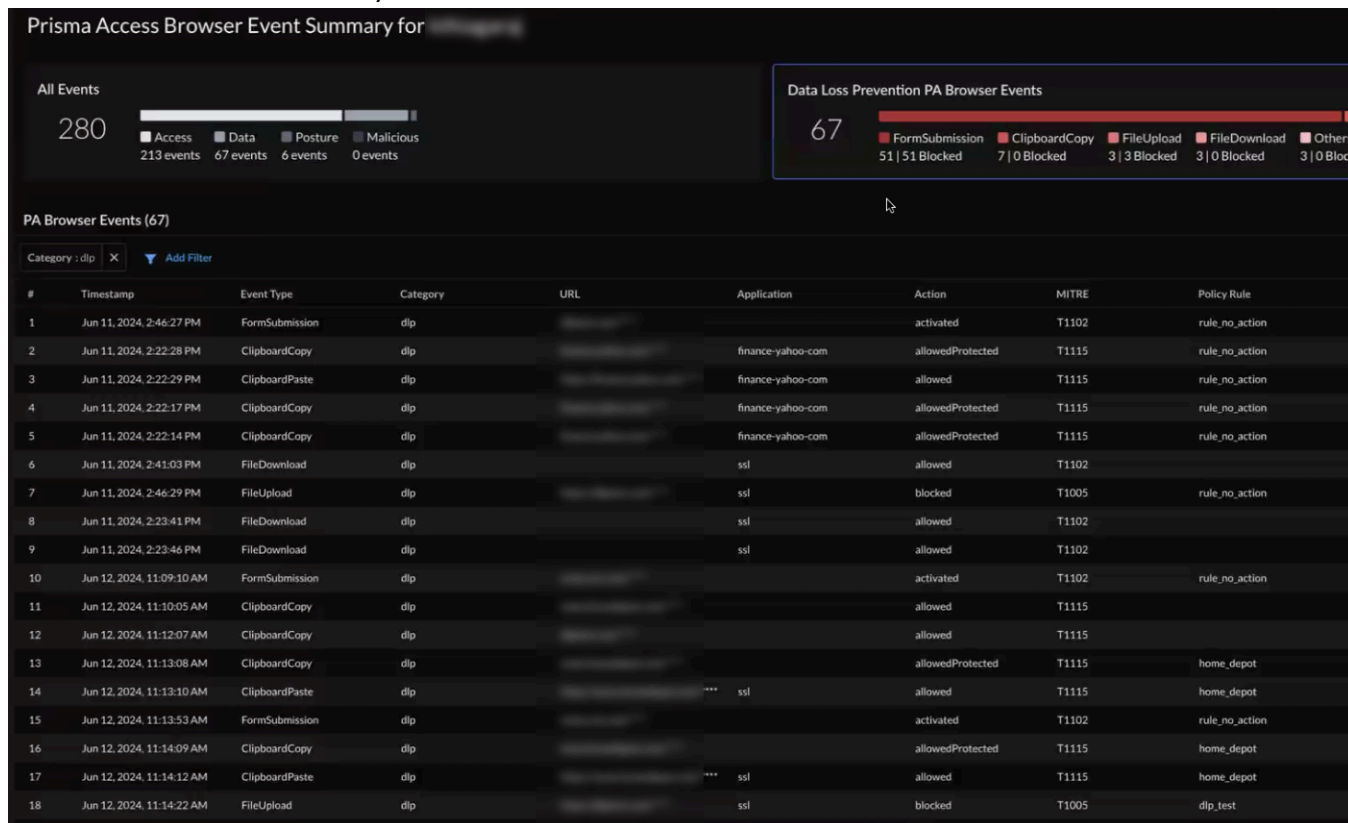 Prisma Access Browser Event Summary for
All Events
280
Access Data Posture Malicious
213 events 67 events 6 events 0 events
Data Loss Prevention PA Browser Events
67
FormSubmission ClipboardCopy FileUpload FileDownload Other
51 | 51 Blocked 7 | 0 Blocked 3 | 3 Blocked 3 | 0 Blocked 3 | 0 Bloc
PA Browser Events (67)
Category : dlp X Add Filter
# Timestamp Event Type Category URL Application Action MITRE Policy Rule
1 Jun 11, 2024, 2:46:27 PM FormSubmission dlp activated T1102 rule_no_action
2 Jun 11, 2024, 2:22:28 PM ClipboardCopy dlp finance-yahoo-com allowedProtected T1115 rule_no_action
3 Jun 11, 2024, 2:22:29 PM ClipboardPaste dlp finance-yahoo-com allowed T1115 rule_no_action
4 Jun 11, 2024, 2:22:17 PM ClipboardCopy dlp finance-yahoo-com allowedProtected T1115 rule_no_action
5 Jun 11, 2024, 2:22:14 PM ClipboardCopy dlp finance-yahoo-com allowedProtected T1115 rule_no_action
6 Jun 11, 2024, 2:41:03 PM FileDownload dlp ssl allowed T1102
7 Jun 11, 2024, 2:46:29 PM FileUpload dlp ssl blocked T1005 rule_no_action
8 Jun 11, 2024, 2:23:41 PM FileDownload dlp ssl allowed T1102
9 Jun 11, 2024, 2:23:46 PM FileDownload dlp ssl allowed T1102
10 Jun 12, 2024, 11:09:10 AM FormSubmission dlp activated T1102 rule_no_action
11 Jun 12, 2024, 11:10:05 AM ClipboardCopy dlp allowed T1115
12 Jun 12, 2024, 11:12:07 AM ClipboardCopy dlp allowed T1115
13 Jun 12, 2024, 11:13:08 AM ClipboardCopy dlp allowedProtected T1115 home_depot
14 Jun 12, 2024, 11:13:10 AM ClipboardPaste dlp **** ssl allowed T1115 home_depot
15 Jun 12, 2024, 11:13:53 AM FormSubmission dlp activated T1102 rule_no_action
16 Jun 12, 2024, 11:14:09 AM ClipboardCopy dlp allowedProtected T1115 home_depot
17 Jun 12, 2024, 11:14:12 AM ClipboardPaste dlp **** ssl allowed T1115 home_depot
18 Jun 12, 2024, 11:14:22 AM FileUpload dlp ssl blocked T1005 dlp_test